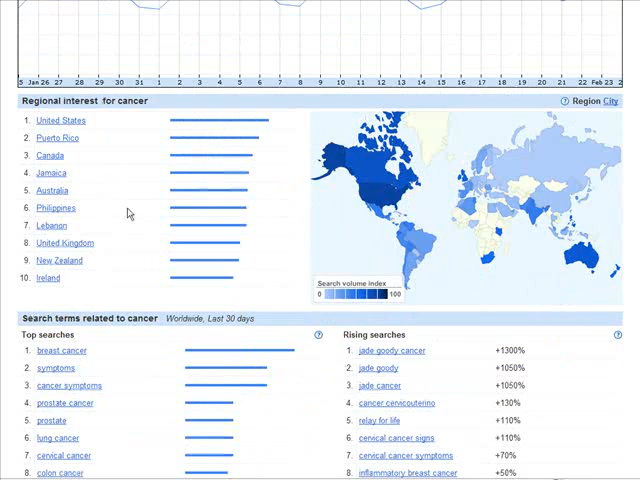 5 Jan 26 27 28 29 30 31 1 2 3 4 5 6 7 8 9 10 11 12 13 14 15 16 17 18 19 20 21 22 Feb 23 2
Regional interest for cancer
? Region City
1. United States
2. Puerto Rico
3. Canada
4. Jamaica
5. Australia
6. Philippines
7. Lebanon
8. United Kingdom
9. New Zealand
10. Ireland
Search volume index
0 100
Search terms related to cancer Worldwide, Last 30 days
Top searches ?
1. breast cancer
2. symptoms
3. cancer symptoms
4. prostate cancer
5. prostate
6. lung cancer
7. cervical cancer
8. colon cancer
Rising searches ?
1. jade goody cancer +1300%
2. jade goody +1050%
3. jade cancer +1050%
4. cancer cervicouterino +130%
5. relay for life +110%
6. cervical cancer signs +110%
7. cervical cancer symptoms +70%
8. inflammatory breast cancer +50%